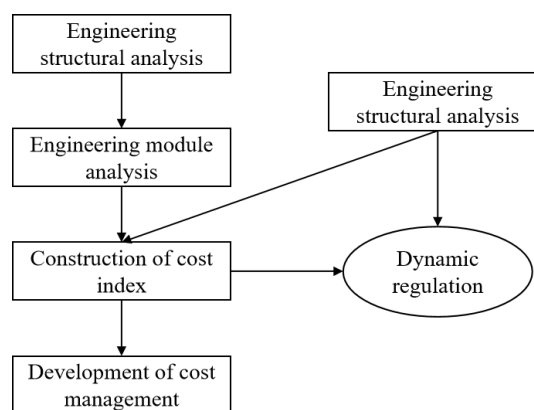 Engineering
structural analysis
Engineering
structural analysis
Engineering module
analysis
Construction of cost
index
Dynamic
regulation
Development of cost
management